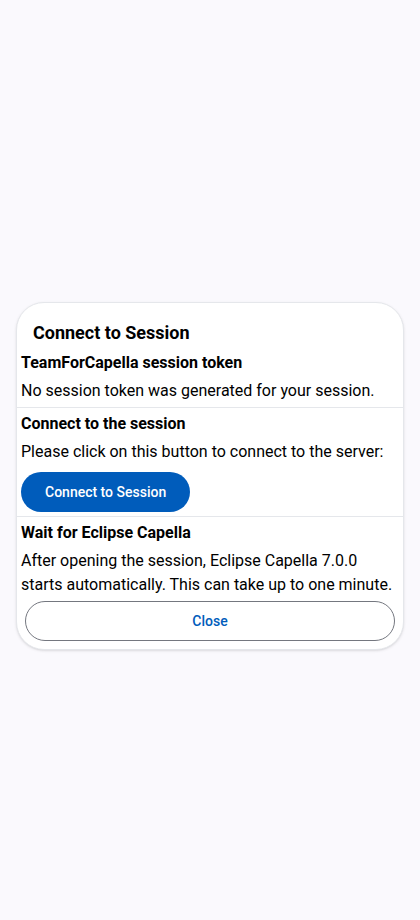 Connect to Session
TeamForCapella session token
No session token was generated for your session.
Connect to the session
Please click on this button to connect to the server:
Connect to Session
Wait for Eclipse Capella
After opening the session, Eclipse Capella 7.0.0
starts automatically. This can take up to one minute.
Close